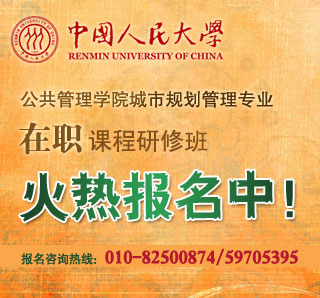 中国人民大学
RENMIN UNIVERSITY OF CHINA
公共管理学院城市规划管理专业
在职课程研修班
火热报名中!
报名咨询热线: 010-82500874/59705395